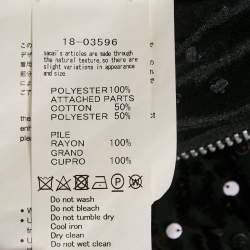 18-03596
sacai's articles are made through
the natural texture, so there are
slight variations in appearance
and size.
POLYESTER100%
ATTACHED PARTS
COTTON 50%
POLYESTER 50%
PILE
RAYON 100%
GRAND
CUPRO 100%
Do not wash
Do not bleach
Do not tumble dry
Cool iron
Dry clean
Do not wet clean